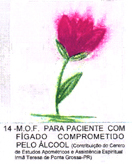 14 -M.O.F. PARA PACIENTE COM
FÍGADO COMPROMETIDO
PELO ÁLCOOL (Contribuição do Centro
de Estudos Apométricos e Assistência Espiritual
Irmã Teresa de Ponta Grossa-PR)